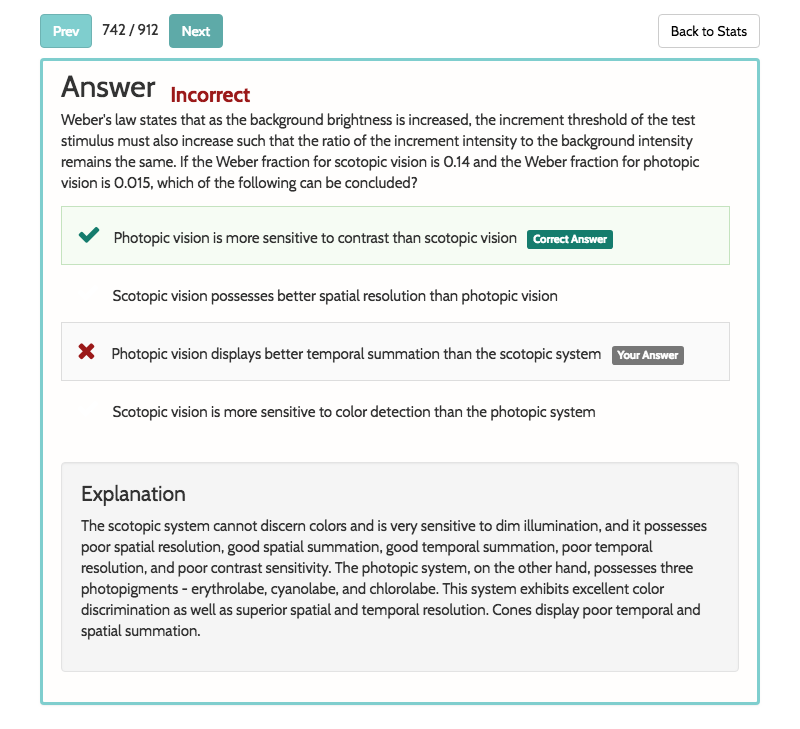 Prev 742 / 912 Next Back to Stats
Answer Incorrect
Weber's law states that as the background brightness is increased, the increment threshold of the test
stimulus must also increase such that the ratio of the increment intensity to the background intensity
remains the same. If the Weber fraction for scotopic vision is 0.14 and the Weber fraction for photopic
vision is 0.015, which of the following can be concluded?
Photopic vision is more sensitive to contrast than scotopic vision Correct Answer
Scotopic vision possesses better spatial resolution than photopic vision
Photopic vision displays better temporal summation than the scotopic system Your Answer
Scotopic vision is more sensitive to color detection than the photopic system
Explanation
The scotopic system cannot discern colors and is very sensitive to dim illumination, and it possesses
poor spatial resolution, good spatial summation, good temporal summation, poor temporal
resolution, and poor contrast sensitivity. The photopic system, on the other hand, possesses three
photopigments - erythrolabe, cyanolabe, and chlorolabe. This system exhibits excellent color
discrimination as well as superior spatial and temporal resolution. Cones display poor temporal and
spatial summation.